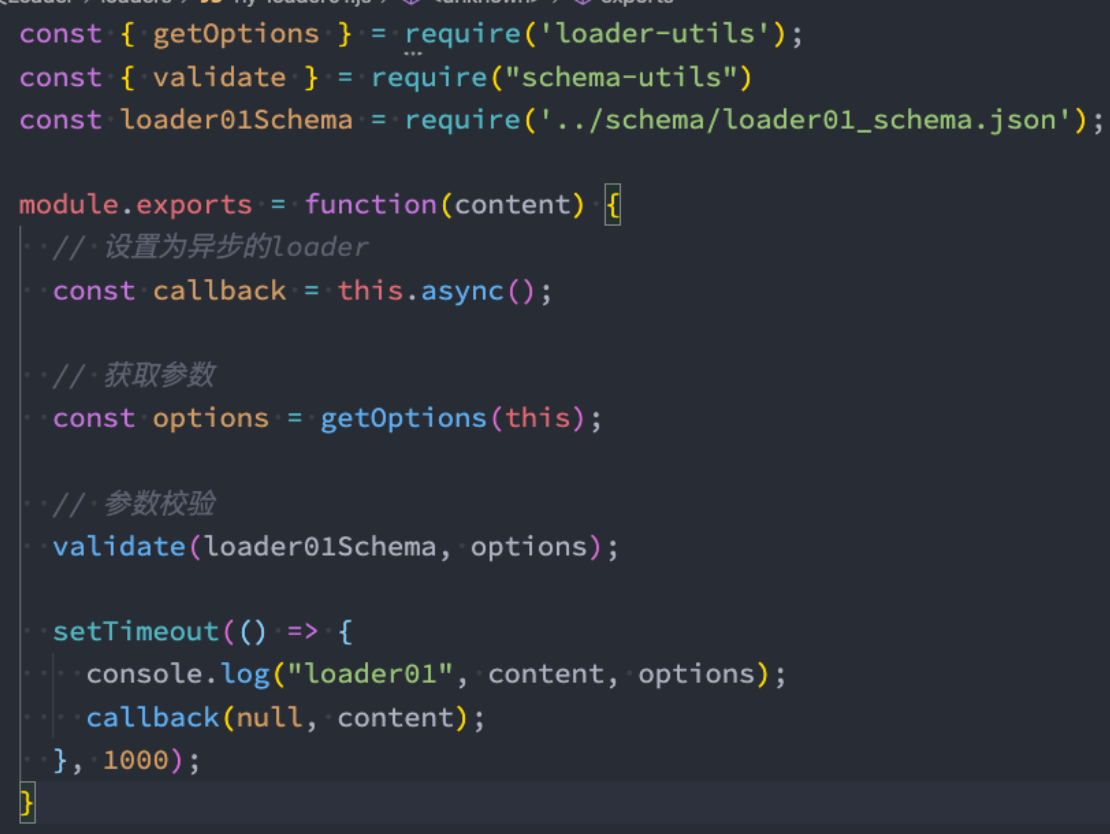 const { getOptions } = require('loader-utils');
const { validate } = require("schema-utils")
const loader01Schema = require('../schema/loader01_schema.json');
module.exports = function(content) {
// 设置为异步的loader
const callback = this.async();
// 获取参数
const options = getOptions(this);
// 参数校验
validate(loader01Schema, options);
setTimeout(() => {
console.log("loader01", content, options);
callback(null, content);
}, 1000);
}